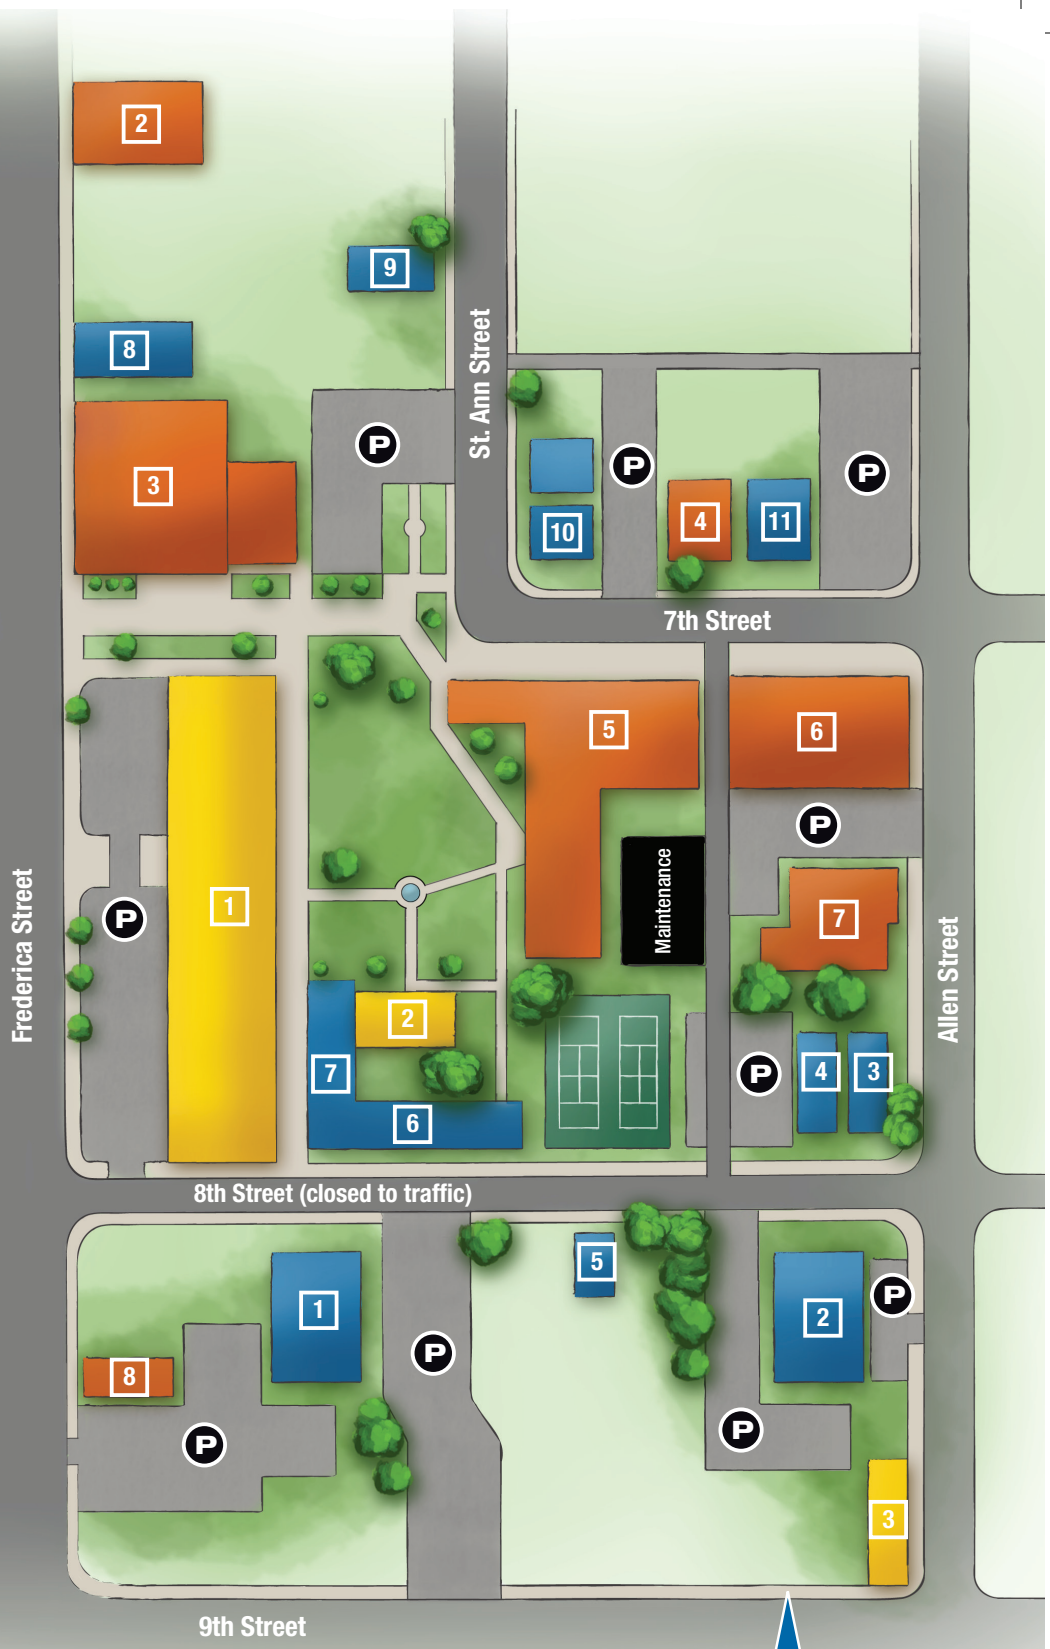 2
9
8
St. Ann Street
P
3
P
P
4
11
10
7th Street
5
6
P
Maintenance
Frederica Street
1
P
7
Allen Street
2
7
P
4
3
6
8th Street (closed to traffic)
5
1
P
2
P
8
P
P
3
9th Street